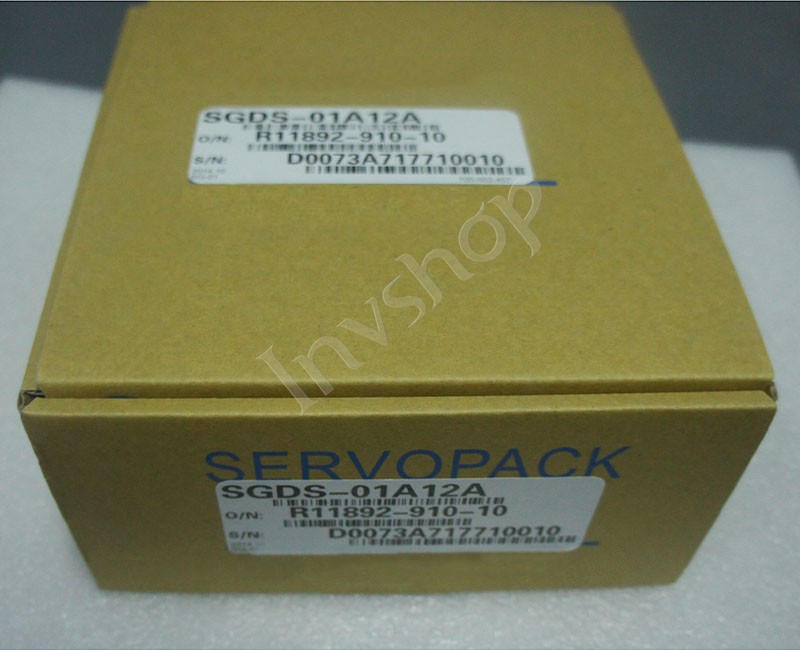 SGDS-01A12A
O/N: R11892-910-10
S/N: D0073A717710010
Invshop
SERVOPACK
SGDS-01A12A
O/N: R11892-910-10
S/N: D0073A717710010